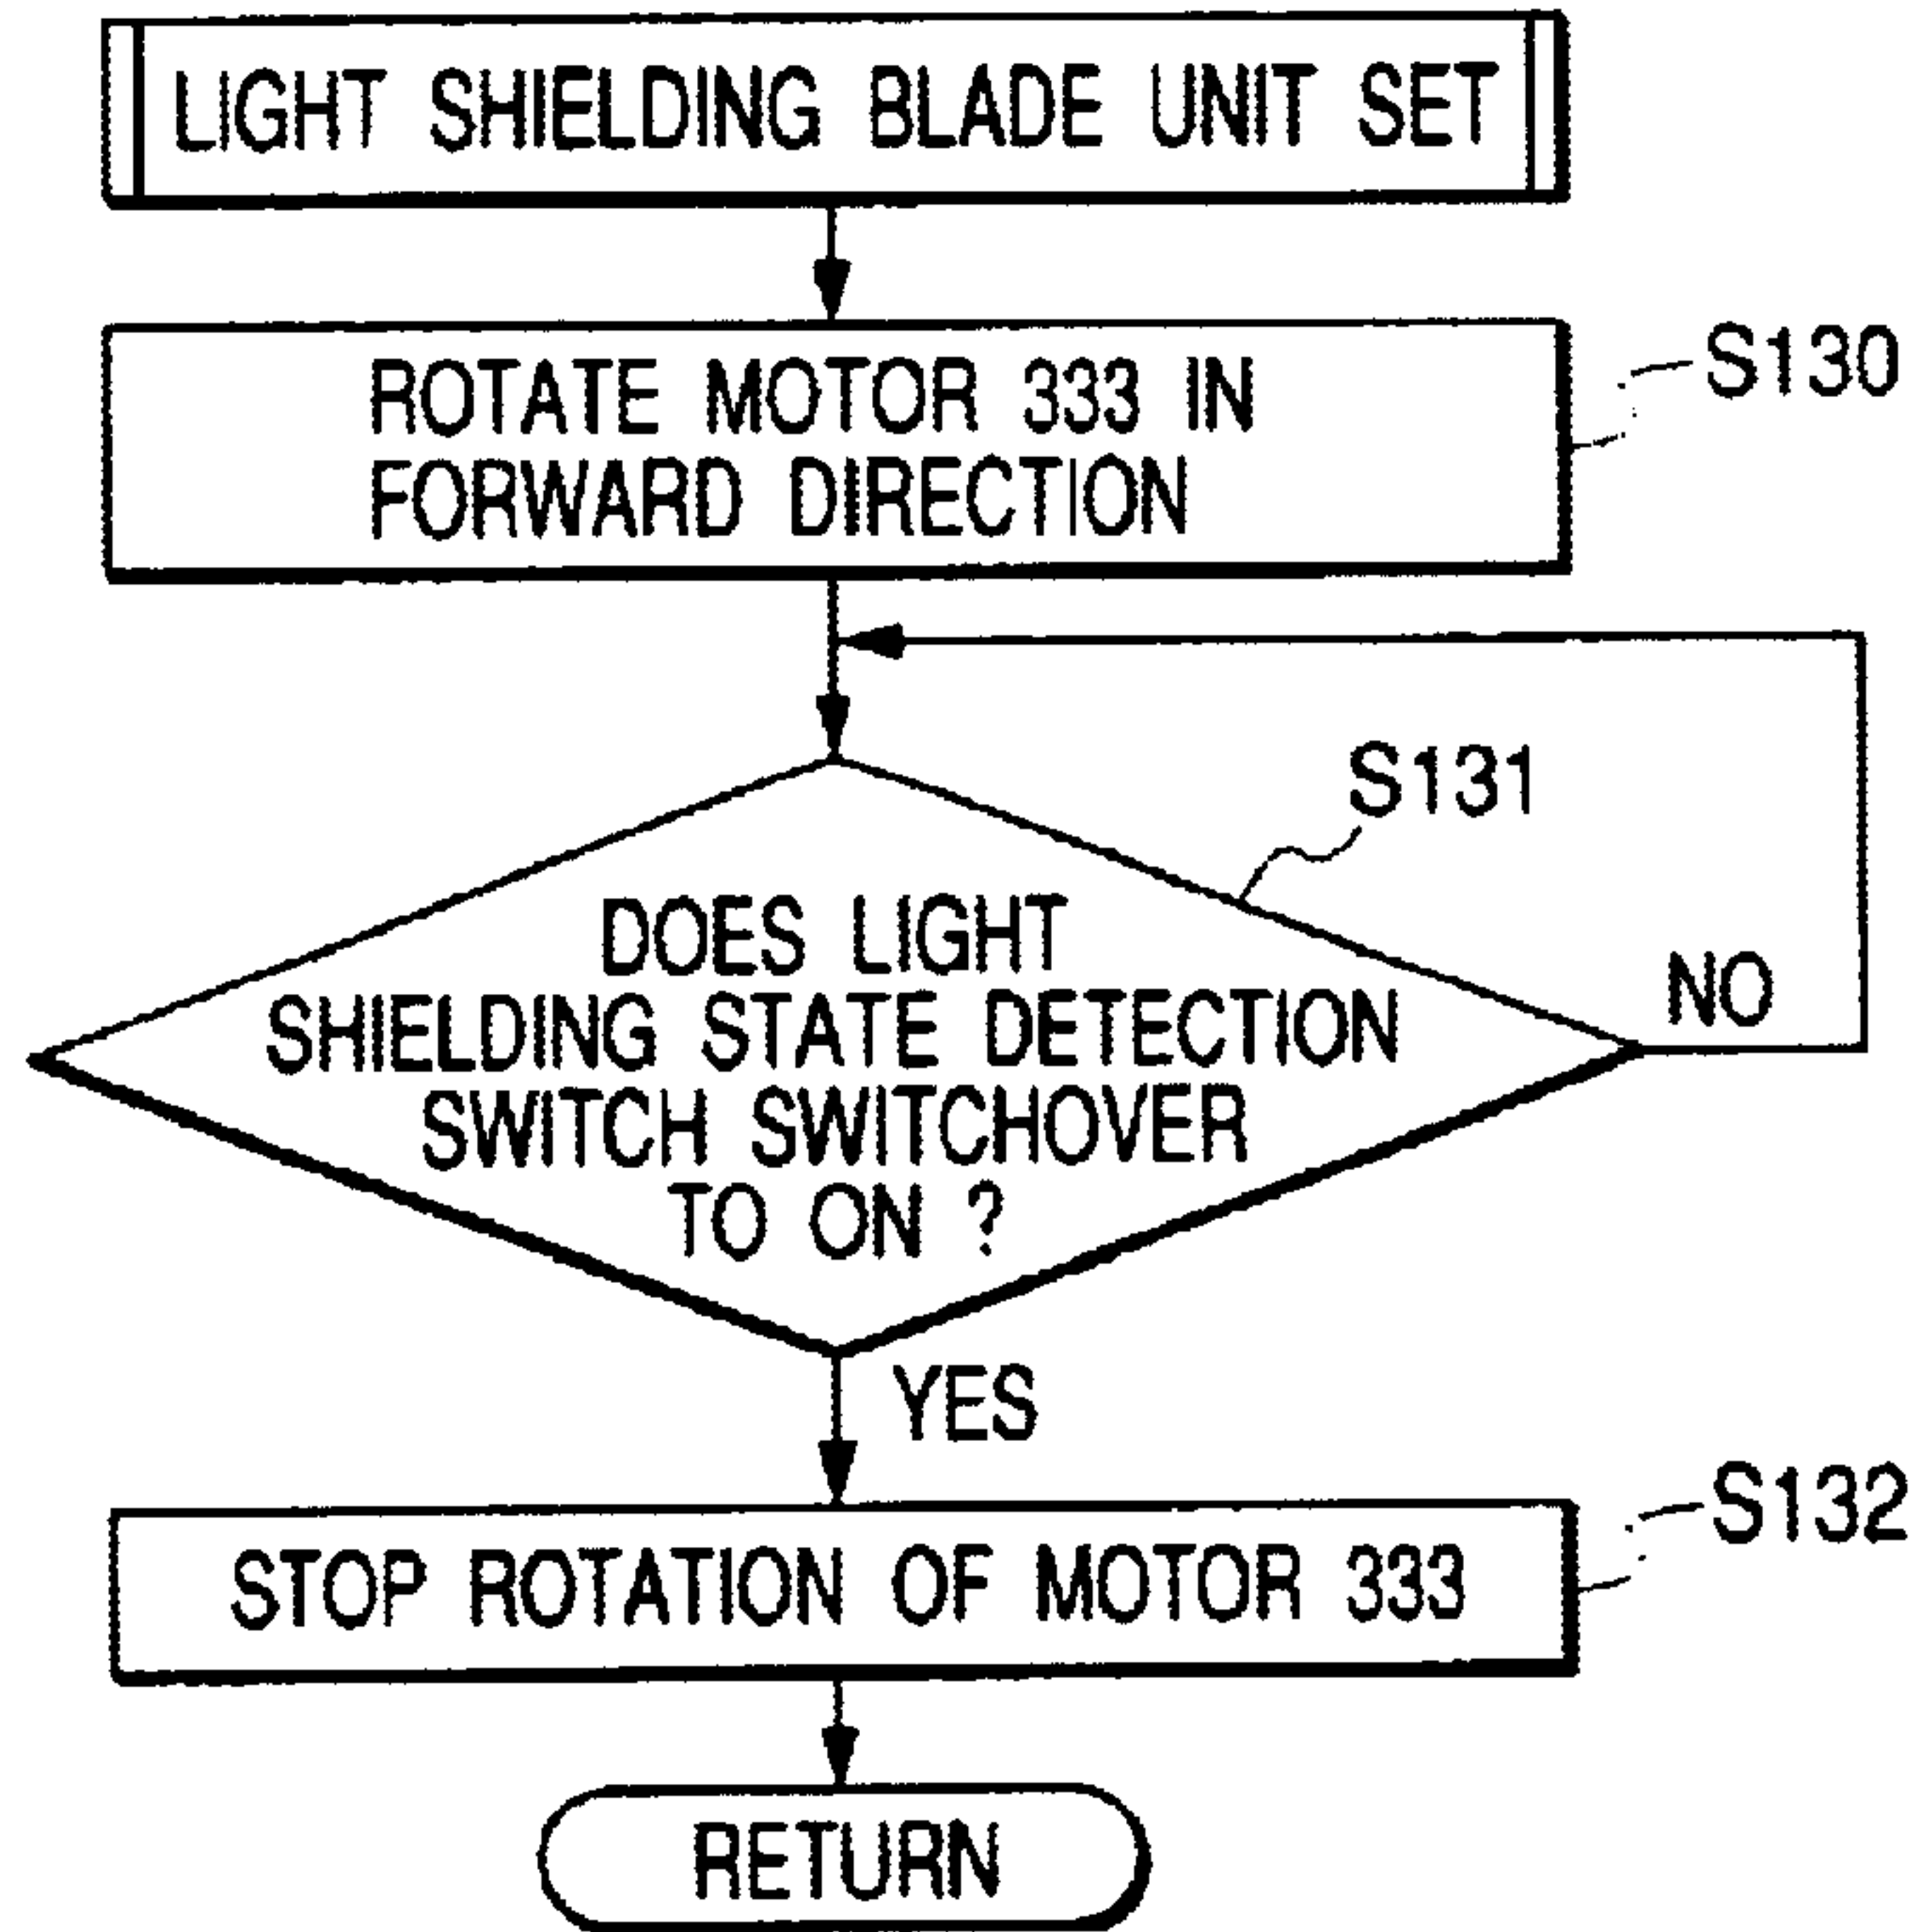 LIGHT SHIELDING BLADE UNIT SET
ROTATE MOTOR 333 IN
FORWARD DIRECTION
S130
S131
DOES LIGHT
SHIELDING STATE DETECTION
SWITCH SWITCHOVER
TO ON ?
NO
YES
STOP ROTATION OF MOTOR 333
S132
RETURN